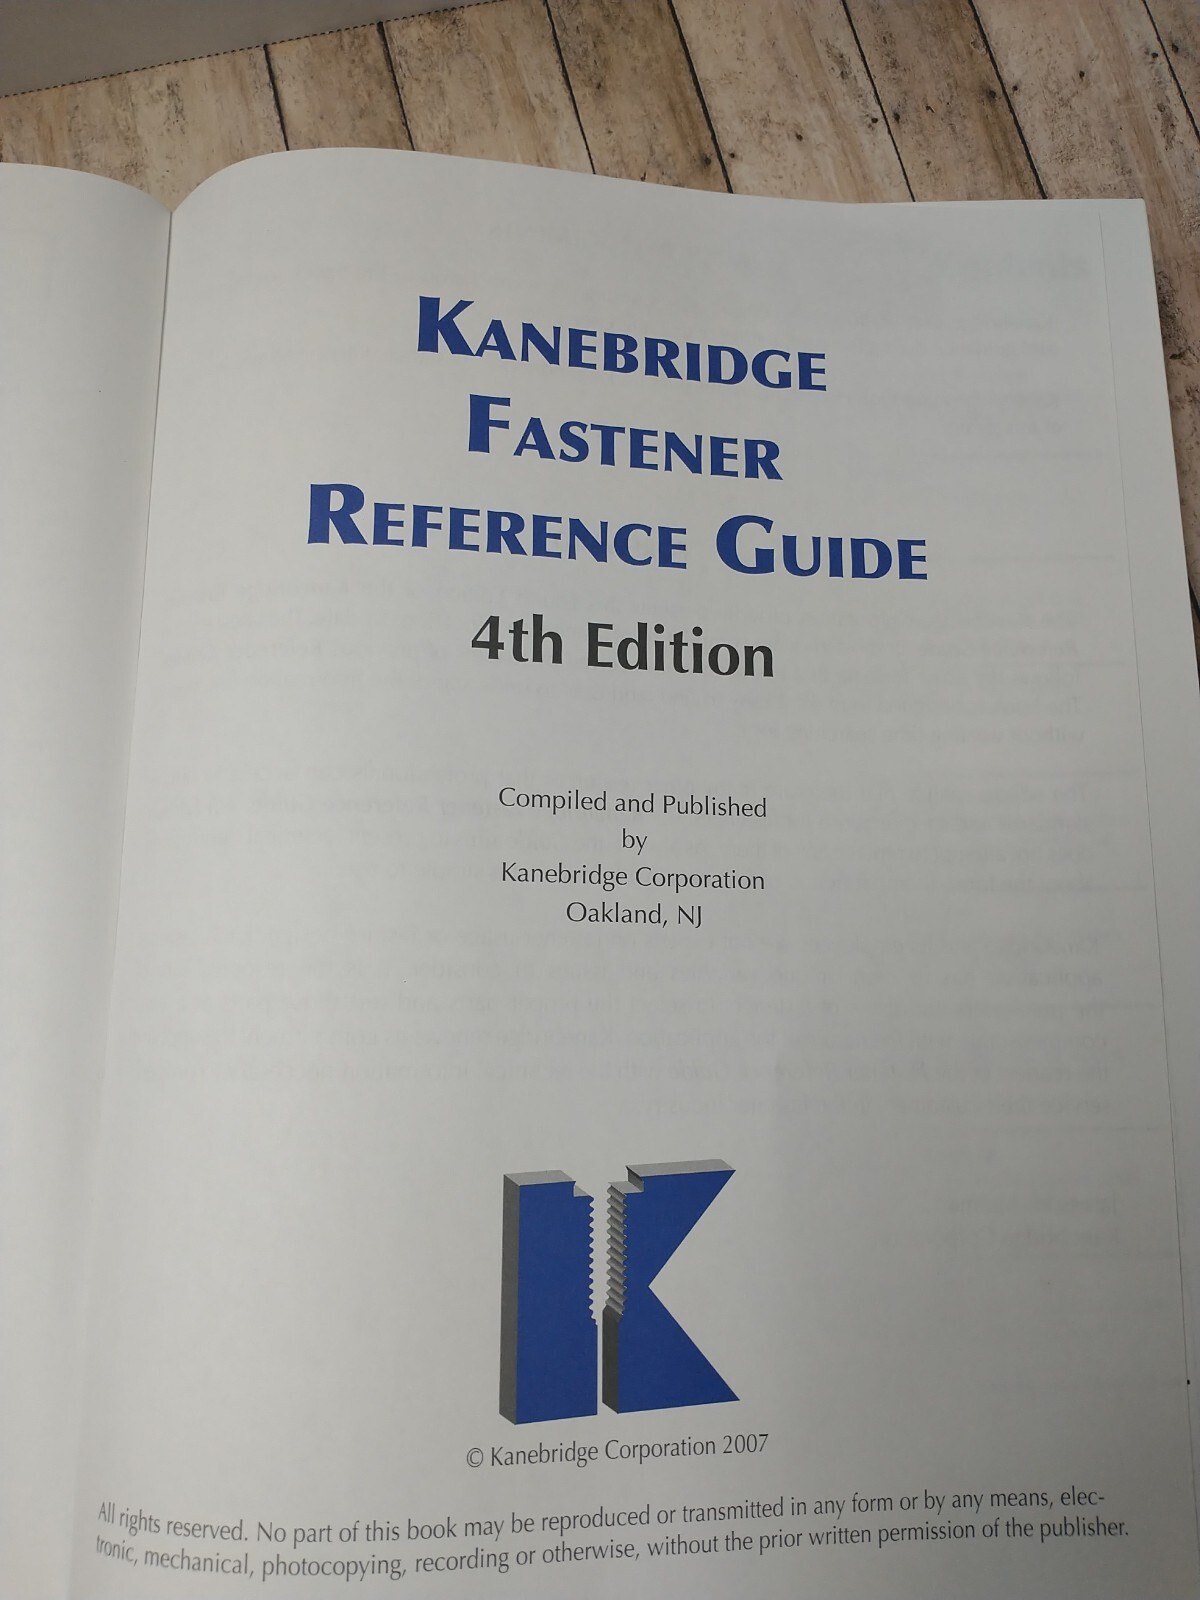 KANEBRIDGE
FASTENER
REFERENCE GUIDE
4th Edition
Compiled and Published
by
Kanebridge Corporation
Oakland, NJ
© Kanebridge Corporation 2007
All rights reserved. No part of this book may be reproduced or transmitted in any form or by any means, elec-
tronic, mechanical, photocopying, recording or otherwise, without the prior written permission of the publisher.